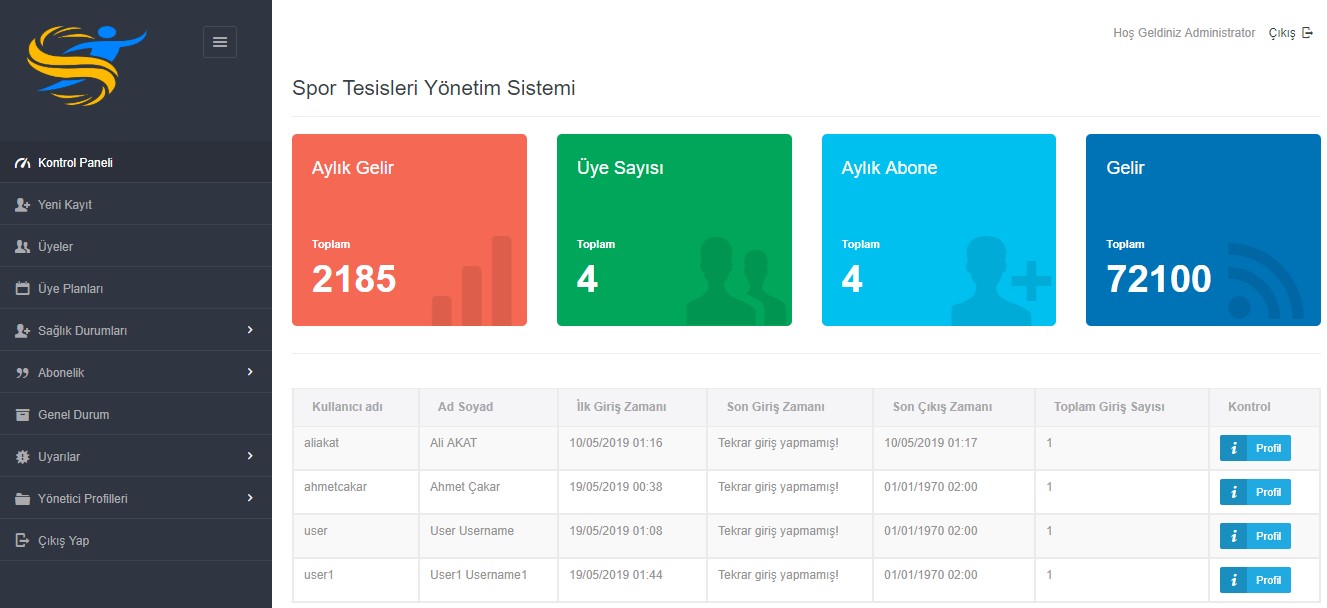 Hoş Geldiniz Administrator Çıkış
Spor Tesisleri Yönetim Sistemi
Kontrol Paneli
Yeni Kayıt
Üyeler
Üye Planları
Sağlık Durumları
Abonelik
Genel Durum
Uyarılar
Yönetici Profilleri
Çıkış Yap
Aylık Gelir
Toplam
2185
Üye Sayısı
Toplam
4
Aylık Abone
Toplam
4
Gelir
Toplam
72100
Kullanıcı adı Ad Soyad İlk Giriş Zamanı Son Giriş Zamanı Son Çıkış Zamanı Toplam Giriş Sayısı Kontrol
aliakat Ali AKAT 10/05/2019 01:16 Tekrar giriş yapmamış! 10/05/2019 01:17 1 Profil
ahmetcakar Ahmet Çakar 19/05/2019 00:38 Tekrar giriş yapmamış! 01/01/1970 02:00 1 Profil
user User Username 19/05/2019 01:08 Tekrar giriş yapmamış! 01/01/1970 02:00 1 Profil
user1 User1 Username1 19/05/2019 01:44 Tekrar giriş yapmamış! 01/01/1970 02:00 1 Profil